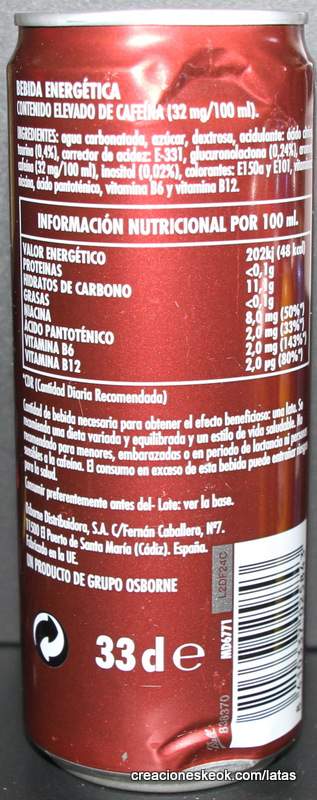 BEBIDA ENERGÉTICA
CONTENIDO ELEVADO DE CAFEÍNA (32 mg/100 ml).
INGREDIENTES: agua carbonatada, azúcar, dextrosa, acidulante: ácido
taurina (0,4%), corrector de acidez: E-331, glucuronolactona (0,24%),
cafeína (32 mg/100 ml), inositol (0,02%), colorantes: E150a y E101,
niacina, ácido pantoténico, vitamina B6 y vitamina B12.
INFORMACIÓN NUTRICIONAL POR 100 ml.
VALOR ENERGÉTICO 202kj (48 kcal)
PROTEINAS <0,1g
HIDRATOS DE CARBONO 11,9g
GRASAS <0,1g
NIACINA 8,0 mg (50%*)
ÁCIDO PANTOTÉNICO 2,0 mg (33%*)
VITAMINA B6 2,0 mg (143%*)
VITAMINA B12 2,0 µg (80%*)
*CDR (Cantidad Diaria Recomendada)
Cantidad de bebida necesaria para obtener el efecto beneficioso: una lata. Se
recomienda una dieta variada y equilibrada y un estilo de vida saludable. No
recomendado para menores, embarazadas o en periodo de lactancia ni personas
sensibles a la cafeína. El consumo en exceso de esta bebida puede entrañar riesgos
para la salud.
Consumir preferentemente antes del- Lote: ver la base.
Osborne Distribuidora, S.A. C/Fernán Caballero, Nº7.
11500 El Puerto de Santa María (Cádiz). España.
Fabricado en la UE.
UN PRODUCTO DE GRUPO OSBORNE
33 d e
L2DF24C
MD6771
838370
creacioneskeok.com/latas